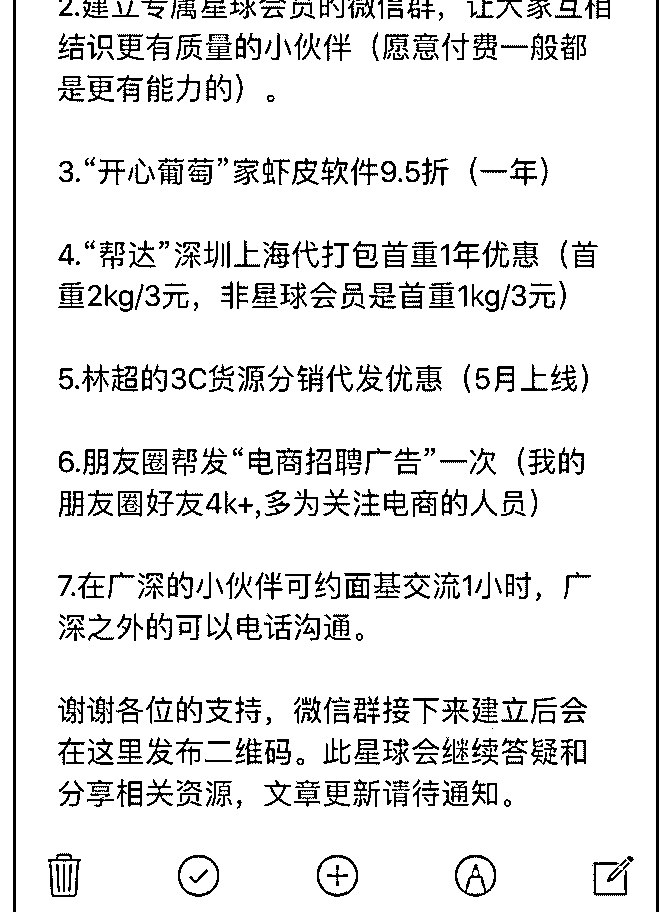 2.建立专属星球会员的微信群，让大家互相
结识更有质量的小伙伴（愿意付费一般都
是更有能力的）。
3.“开心葡萄”家虾皮软件9.5折（一年）
4.“帮达”深圳上海代打包首重1年优惠（首
重2kg/3元，非星球会员是首重1kg/3元）
5.林超的3C货源分销代发优惠（5月上线）
6.朋友圈帮发“电商招聘广告”一次（我的
朋友圈好友4k+,多为关注电商的人员）
7.在广深的小伙伴可约面基交流1小时，广
深之外的可以电话沟通。
谢谢各位的支持，微信群接下来建立后会
在这里发布二维码。此星球会继续答疑和
分享相关资源，文章更新请待通知。